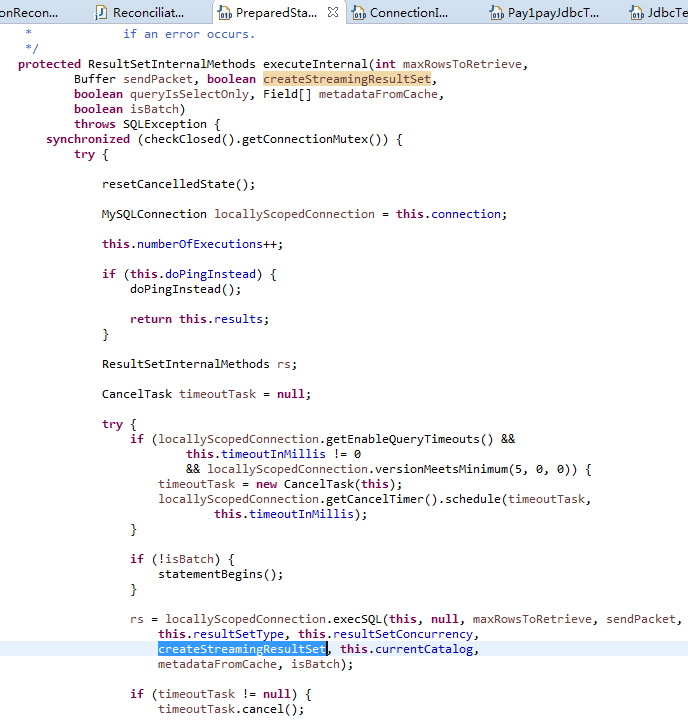 onRecon...
Reconciliat...
PreparedSta...
ConnectionI...
Pay1payJdbcT...
JdbcTe
*             if an error occurs.
*/
protected ResultSetInternalMethods executeInternal(int maxRowsToRetrieve,
Buffer sendPacket, boolean createStreamingResultSet,
boolean queryIsSelectOnly, Field[] metadataFromCache,
boolean isBatch)
throws SQLException {
synchronized (checkClosed().getConnectionMutex()) {
try {
resetCancelledState();
MySQLConnection locallyScopedConnection = this.connection;
this.numberOfExecutions++;
if (this.doPingInstead) {
doPingInstead();
return this.results;
}
ResultSetInternalMethods rs;
CancelTask timeoutTask = null;
try {
if (locallyScopedConnection.getEnableQueryTimeouts() &&
this.timeoutInMillis != 0
&& locallyScopedConnection.versionMeetsMinimum(5, 0, 0)) {
timeoutTask = new CancelTask(this);
locallyScopedConnection.getCancelTimer().schedule(timeoutTask,
this.timeoutInMillis);
}
if (!isBatch) {
statementBegins();
}
rs = locallyScopedConnection.execSQL(this, null, maxRowsToRetrieve, sendPacket,
this.resultSetType, this.resultSetConcurrency,
createStreamingResultSet, this.currentCatalog,
metadataFromCache, isBatch);
if (timeoutTask != null) {
timeoutTask.cancel();